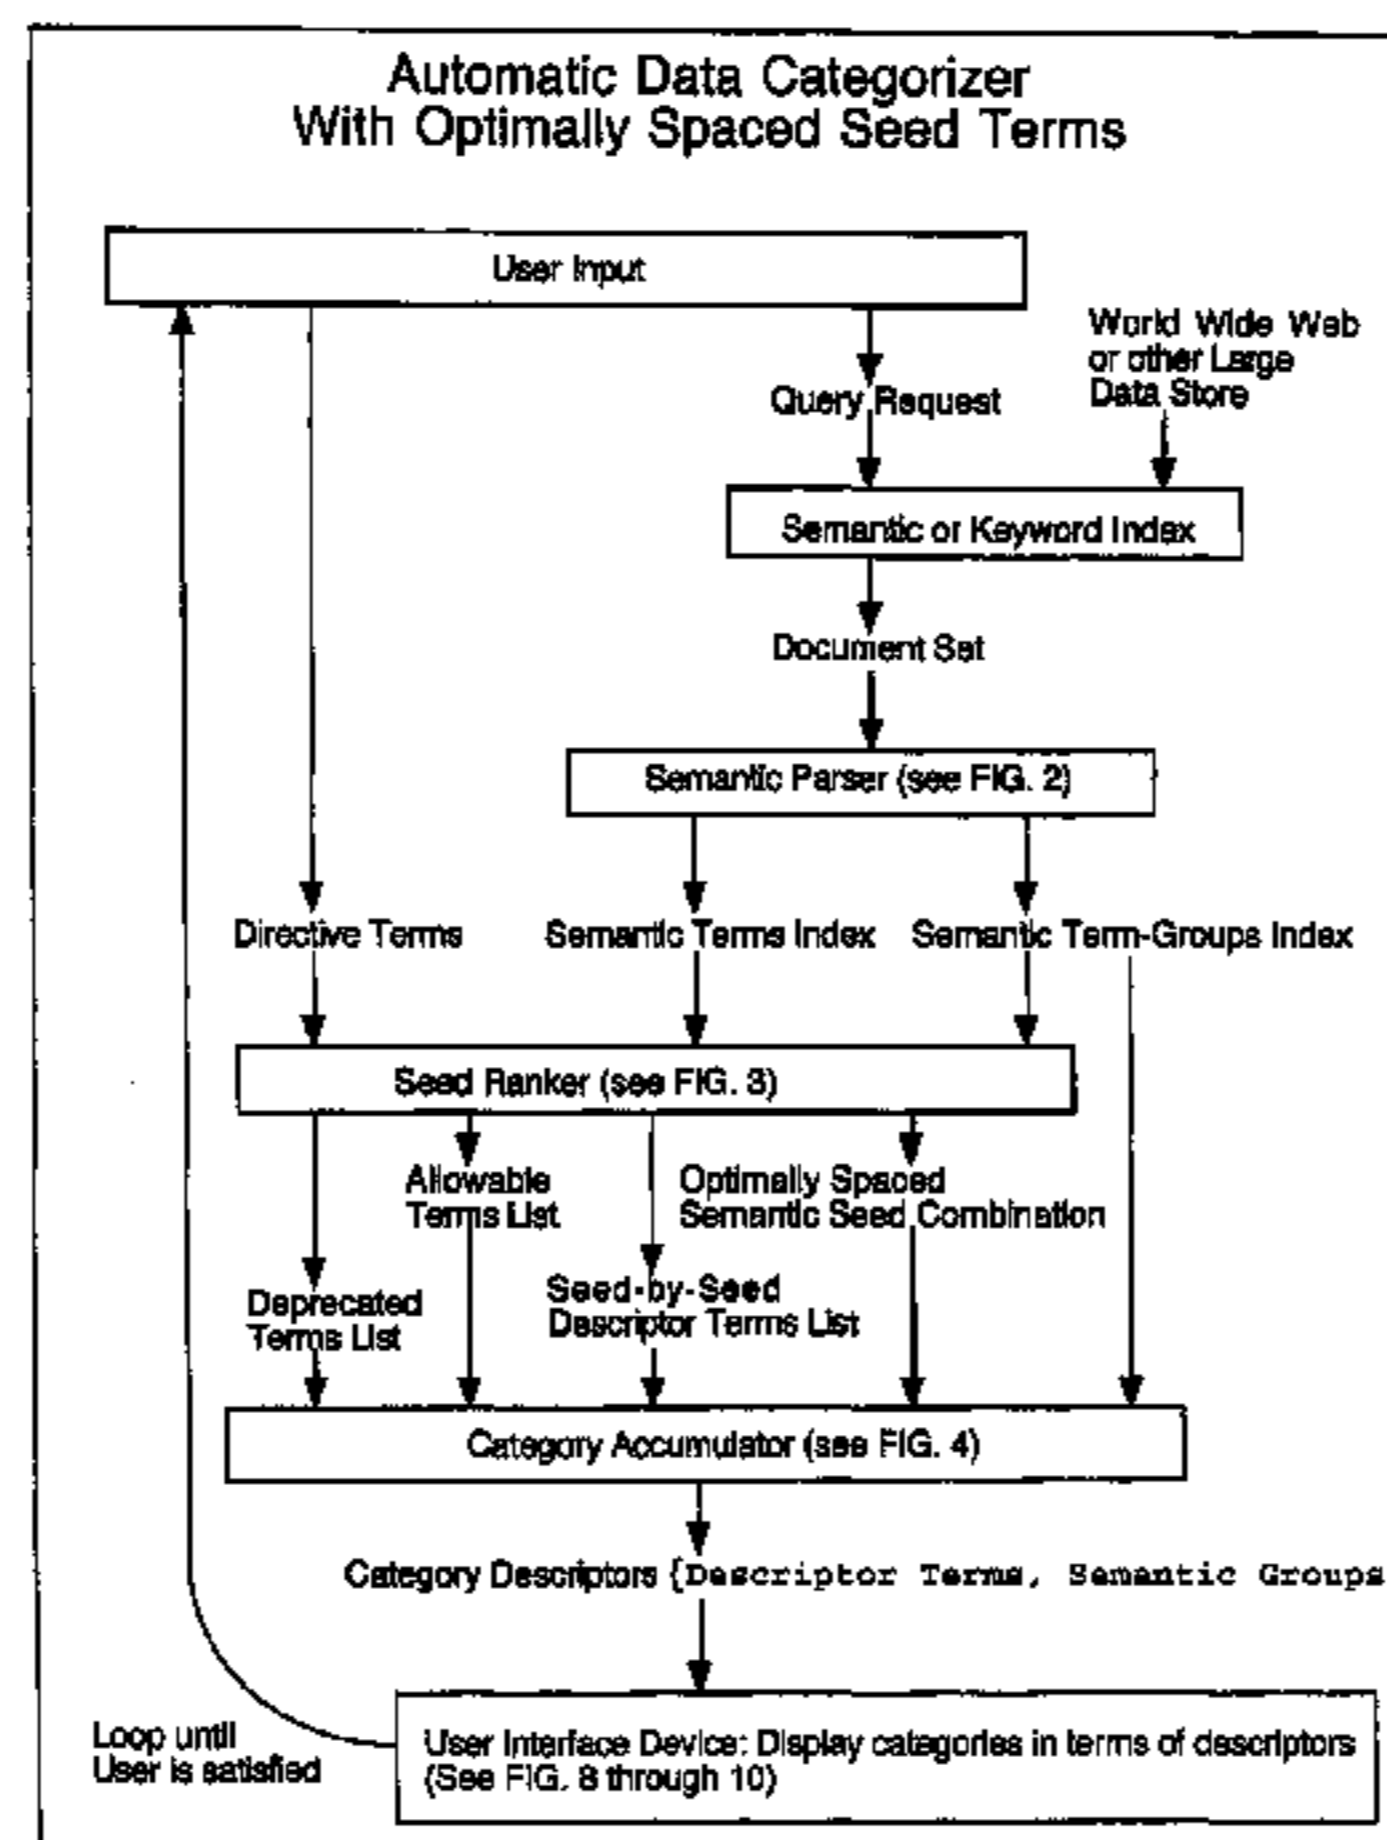 Automatic Data Categorizer
With Optimally Spaced Seed Terms
User Input
World Wide Web
or other Large
Data Store
Query Request
Semantic or Keyword Index
Document Set
Semantic Parser (see FIG. 2)
Directive Terms
Semantic Terms Index
Semantic Term-Groups Index
Seed Ranker (see FIG. 3)
Allowable
Terms List
Optimally Spaced
Semantic Seed Combination
Deprecated
Terms List
Seed-by-Seed
Descriptor Terms List
Category Accumulator (see FIG. 4)
Category Descriptors {Descriptor Terms, Semantic Groups
Loop until
User is satisfied
User Interface Device: Display categories in terms of descriptors
(See FIG. 8 through 10)